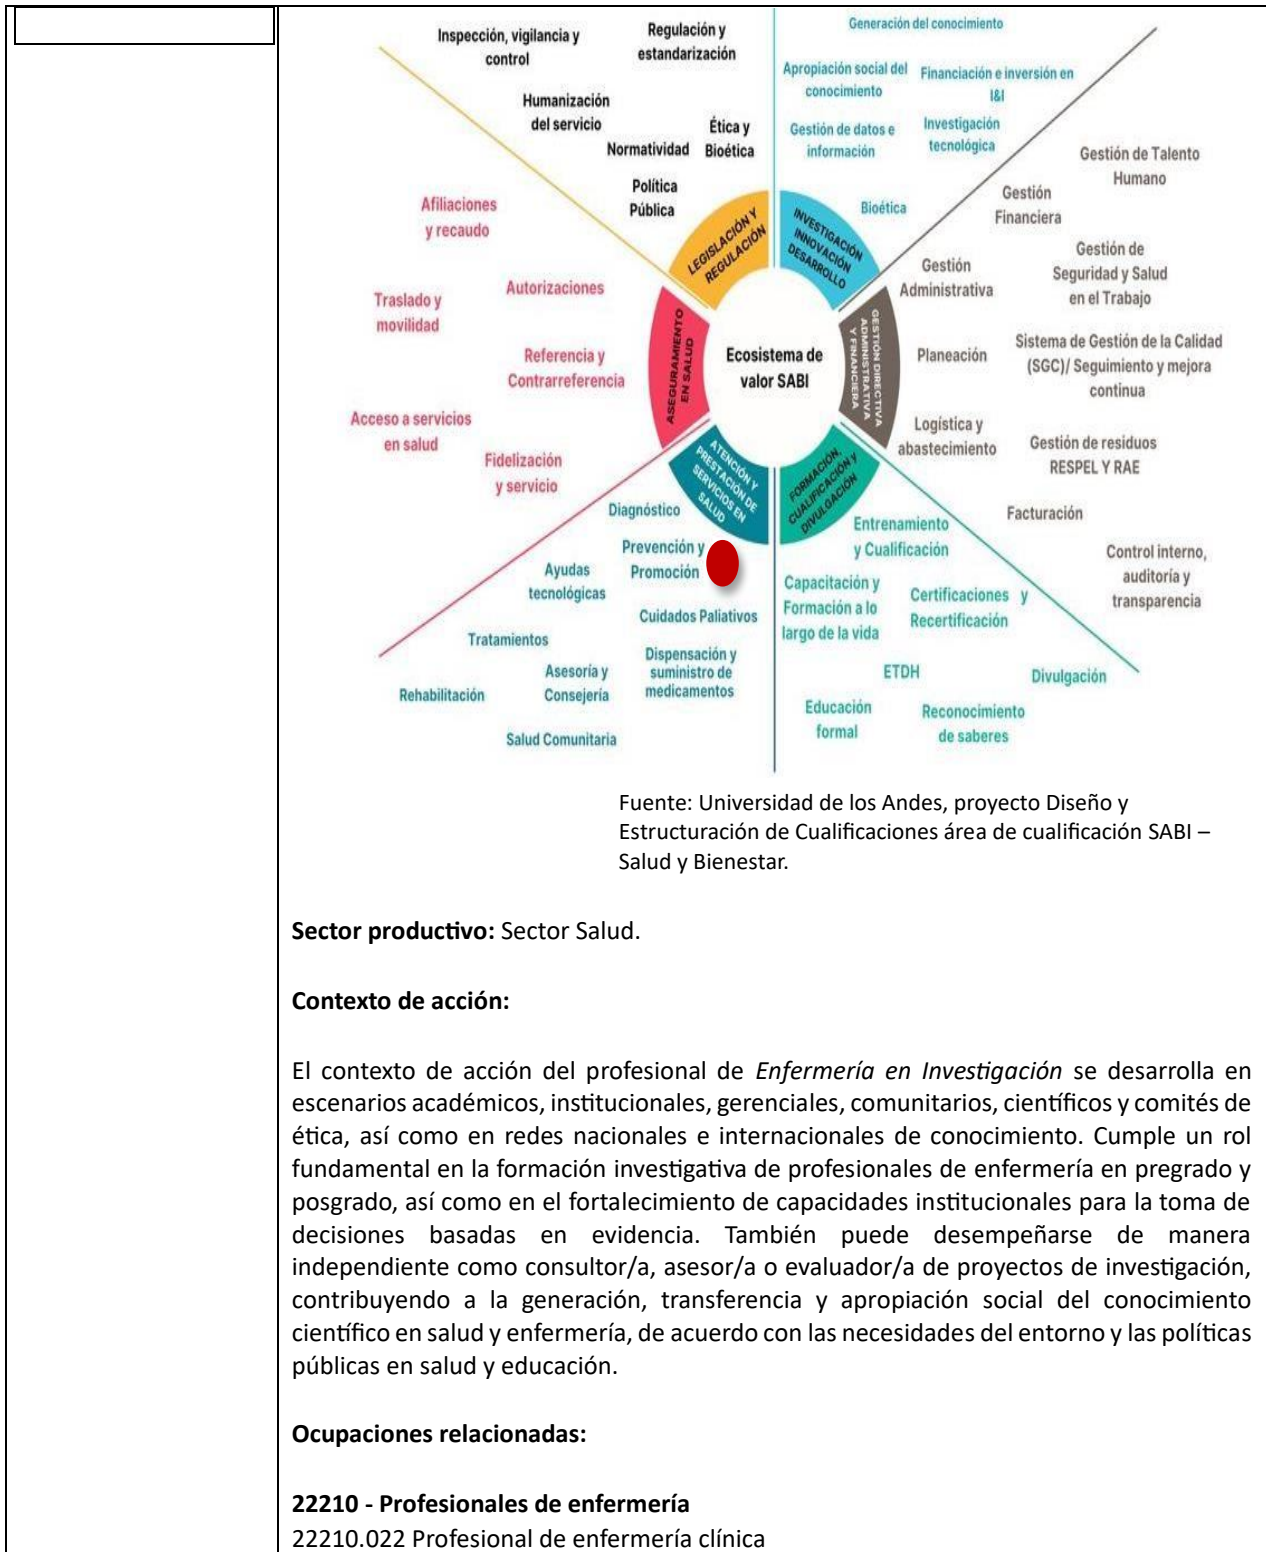 Inspección, vigilancia y
control
Regulación y
estandarización
Humanización
del servicio
Normatividad
Ética y
Bioética
Política
Pública
LEGISLACIÓN Y
REGULACIÓN
Generación del conocimiento
Apropiación social del
conocimiento
Financiación e inversión en
I&I
Gestión de datos e
información
Investigación
tecnológica
Bioética
INVESTIGACIÓN
INNOVACIÓN
DESARROLLO
Gestión de Talento
Humano
Gestión
Financiera
Gestión de
Seguridad y Salud
en el Trabajo
Gestión
Administrativa
Planeación
Sistema de Gestión de la Calidad
(SGC)/ Seguimiento y mejora
continua
Logística y
abastecimiento
Gestión de residuos
RESPEL Y RAE
Facturación
Control interno,
auditoría y
transparencia
GESTIÓN DIRECTIVA
ADMINISTRATIVA
Y FINANCIERA
Afiliaciones
y recaudo
Autorizaciones
Traslado y
movilidad
Referencia y
Contrarreferencia
Acceso a servicios
en salud
Fidelización
y servicio
ASEGURAMIENTO
EN SALUD
Ecosistema de
valor SABI
ATENCIÓN Y
PRESTACIÓN DE
SERVICIOS EN
SALUD
Diagnóstico
Prevención y
Promoción
Ayudas
tecnológicas
Cuidados Paliativos
Tratamientos
Dispensación y
suministro de
medicamentos
Asesoría y
Consejería
Rehabilitación
Salud Comunitaria
FORMACIÓN,
CUALIFICACIÓN y
DIVULGACIÓN
Entrenamiento
y Cualificación
Capacitación y
Formación a lo
largo de la vida
Certificaciones y
Recertificación
ETDH
Divulgación
Educación
formal
Reconocimiento
de saberes
Fuente: Universidad de los Andes, proyecto Diseño y
Estructuración de Cualificaciones área de cualificación SABI –
Salud y Bienestar.
Sector productivo: Sector Salud.
Contexto de acción:
El contexto de acción del profesional de Enfermería en Investigación se desarrolla en
escenarios académicos, institucionales, gerenciales, comunitarios, científicos y comités de
ética, así como en redes nacionales e internacionales de conocimiento. Cumple un rol
fundamental en la formación investigativa de profesionales de enfermería en pregrado y
posgrado, así como en el fortalecimiento de capacidades institucionales para la toma de
decisiones basadas en evidencia. También puede desempeñarse de manera
independiente como consultor/a, asesor/a o evaluador/a de proyectos de investigación,
contribuyendo a la generación, transferencia y apropiación social del conocimiento
científico en salud y enfermería, de acuerdo con las necesidades del entorno y las políticas
públicas en salud y educación.
Ocupaciones relacionadas:
22210 - Profesionales de enfermería
22210.022 Profesional de enfermería clínica